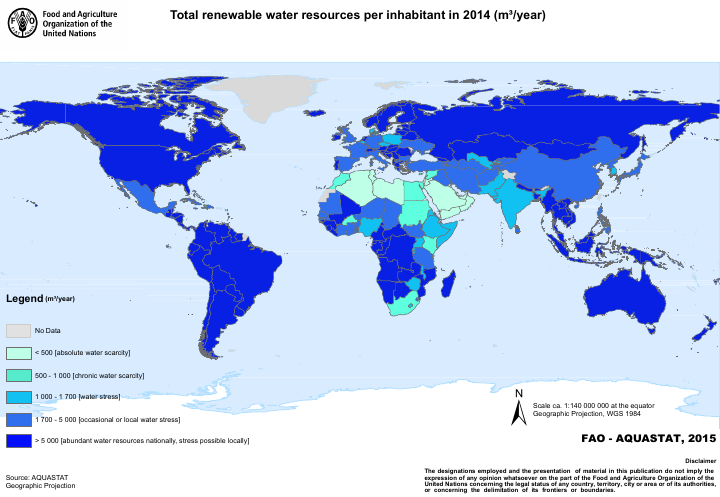 Food and Agriculture
Organization of the
United Nations
Total renewable water resources per inhabitant in 2014 (m³/year)
Legend (m³/year)
No Data
< 500 [absolute water scarcity]
500 - 1 000 [chronic water scarcity]
1 000 - 1 700 [water stress]
1 700 - 5 000 [occasional or local water stress]
> 5 000 [abundant water resources nationally, stress possible locally]
N
Scale ca. 1:140 000 000 at the equator
Geographic Projection, WGS 1984
FAO - AQUASTAT, 2015
Source: AQUASTAT
Geographic Projection
Disclaimer
The designations employed and the presentation of material in this publication do not imply the
expression of any opinion whatsoever on the part of the Food and Agriculture Organization of the
United Nations concerning the legal status of any country, territory, city or area or of its authorities,
or concerning the delimitation of its frontiers or boundaries.